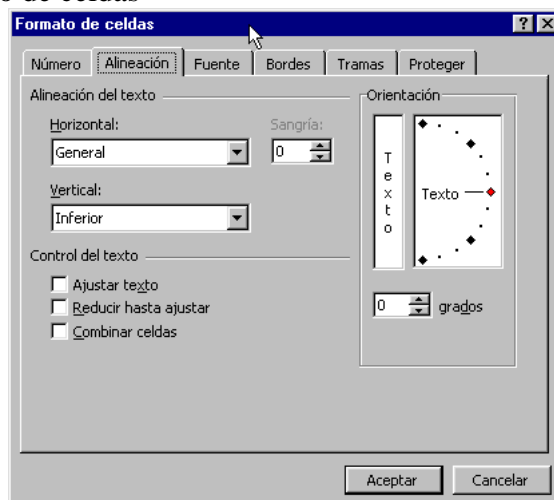 Formato de celdas
Número Alineación Fuente Bordes Tramas Proteger
Alineación del texto
Horizontal:
General
Sangría:
0
Vertical:
Inferior
Control del texto
Ajustar texto
Reducir hasta ajustar
Combinar celdas
Orientación
Texto
Texto
0 grados
Aceptar Cancelar